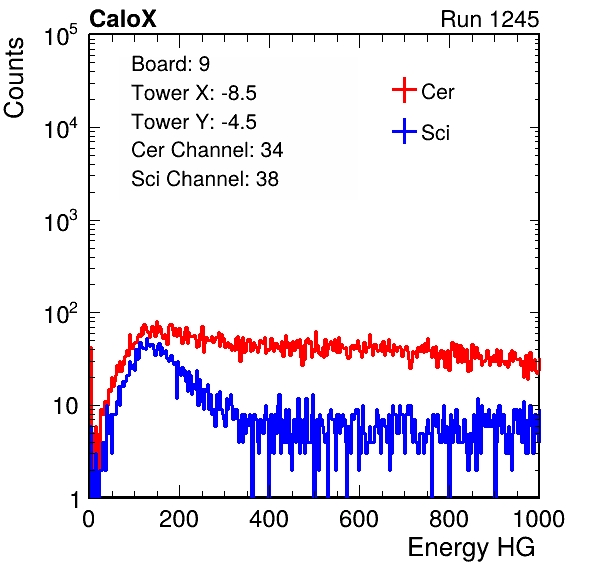 CaloX Run 1245
Counts
10^5
10^4
10^3
10^2
10
1
Board: 9
Tower X: -8.5
Tower Y: -4.5
Cer Channel: 34
Sci Channel: 38
Cer
Sci
0 200 400 600 800 1000
Energy HG